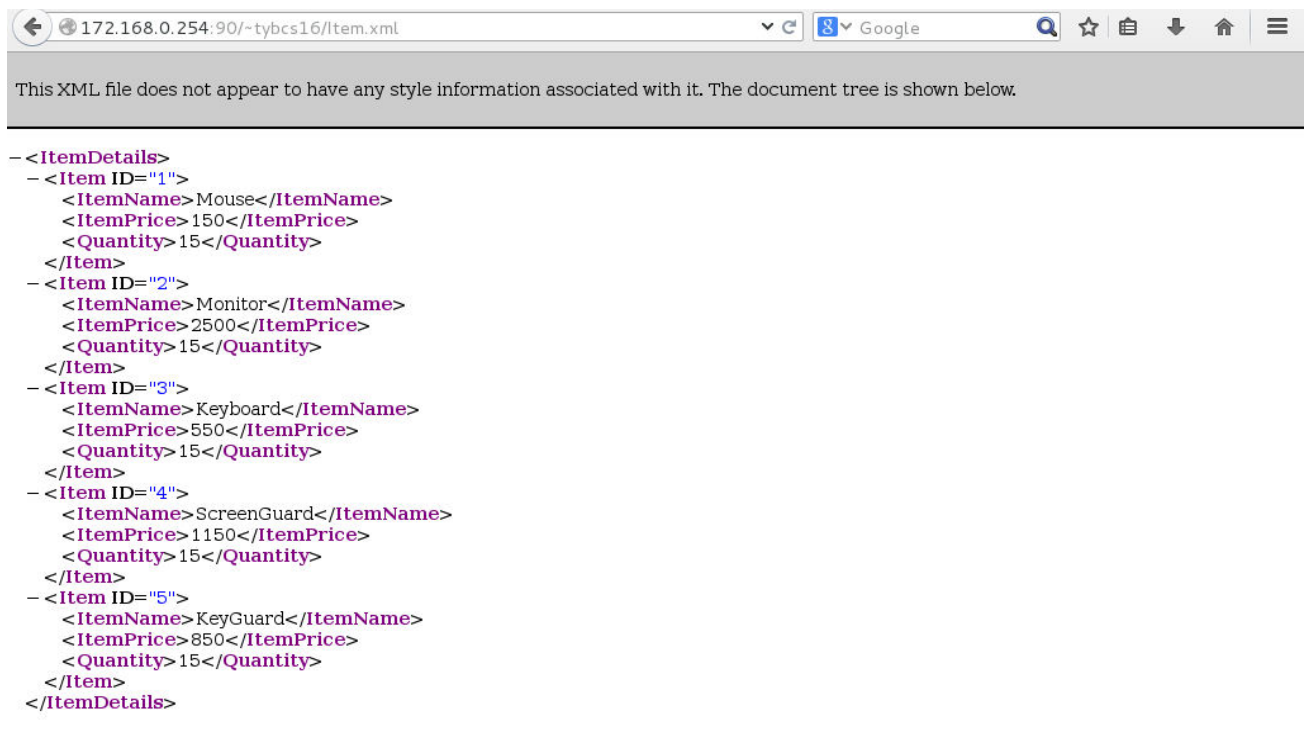 172.168.0.254:90/~tybcs16/Item.xml
8 Google
This XML file does not appear to have any style information associated with it. The document tree is shown below.
−<ItemDetails>
−<Item ID="1">
<ItemName>Mouse</ItemName>
<ItemPrice>150</ItemPrice>
<Quantity>15</Quantity>
</Item>
−<Item ID="2">
<ItemName>Monitor</ItemName>
<ItemPrice>2500</ItemPrice>
<Quantity>15</Quantity>
</Item>
−<Item ID="3">
<ItemName>Keyboard</ItemName>
<ItemPrice>550</ItemPrice>
<Quantity>15</Quantity>
</Item>
−<Item ID="4">
<ItemName>ScreenGuard</ItemName>
<ItemPrice>1150</ItemPrice>
<Quantity>15</Quantity>
</Item>
−<Item ID="5">
<ItemName>KeyGuard</ItemName>
<ItemPrice>850</ItemPrice>
<Quantity>15</Quantity>
</Item>
</ItemDetails>